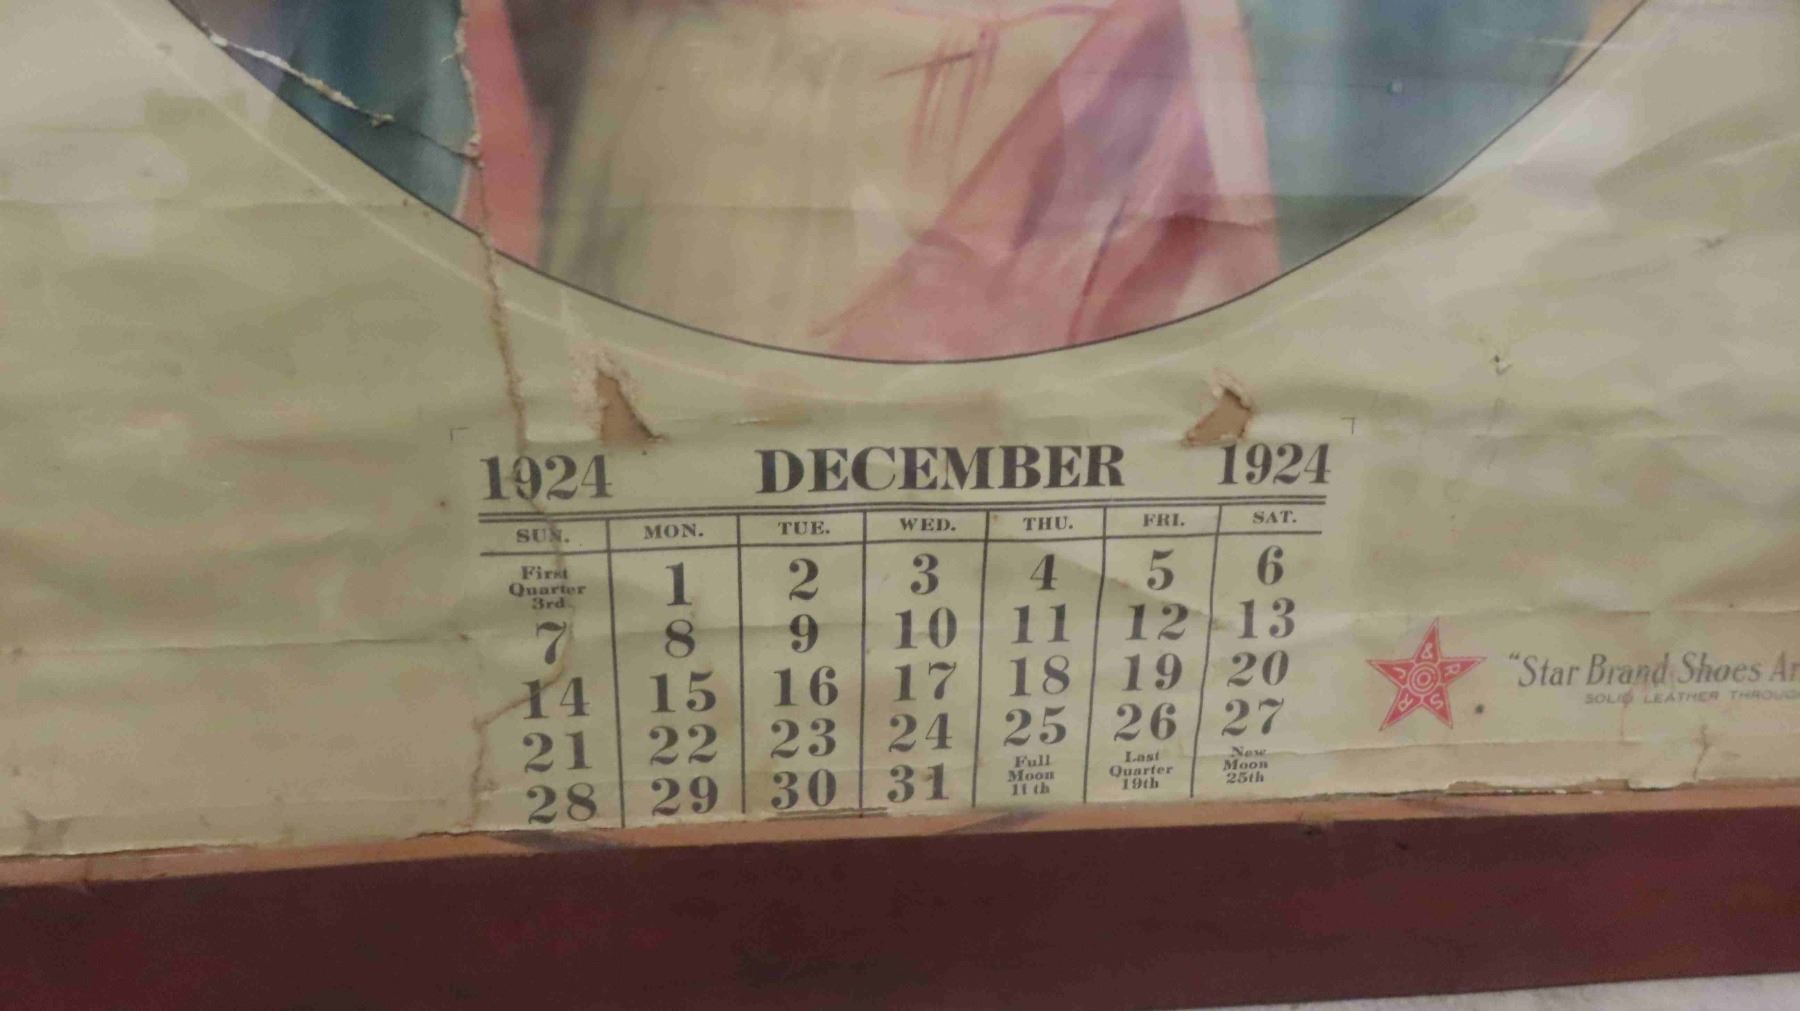 1924 DECEMBER 1924
SUN. MON. TUE. WED. THU. FRI. SAT.
First
Quarter
3rd
1 2 3 4 5 6
7 8 9 10 11 12 13
14 15 16 17 18 19 20
21 22 23 24 25 26 27
28 29 30 31
Full
Moon
11th
Last
Quarter
19th
New
Moon
25th
"Star Brand Shoes Ar
SOLID LEATHER THROUG